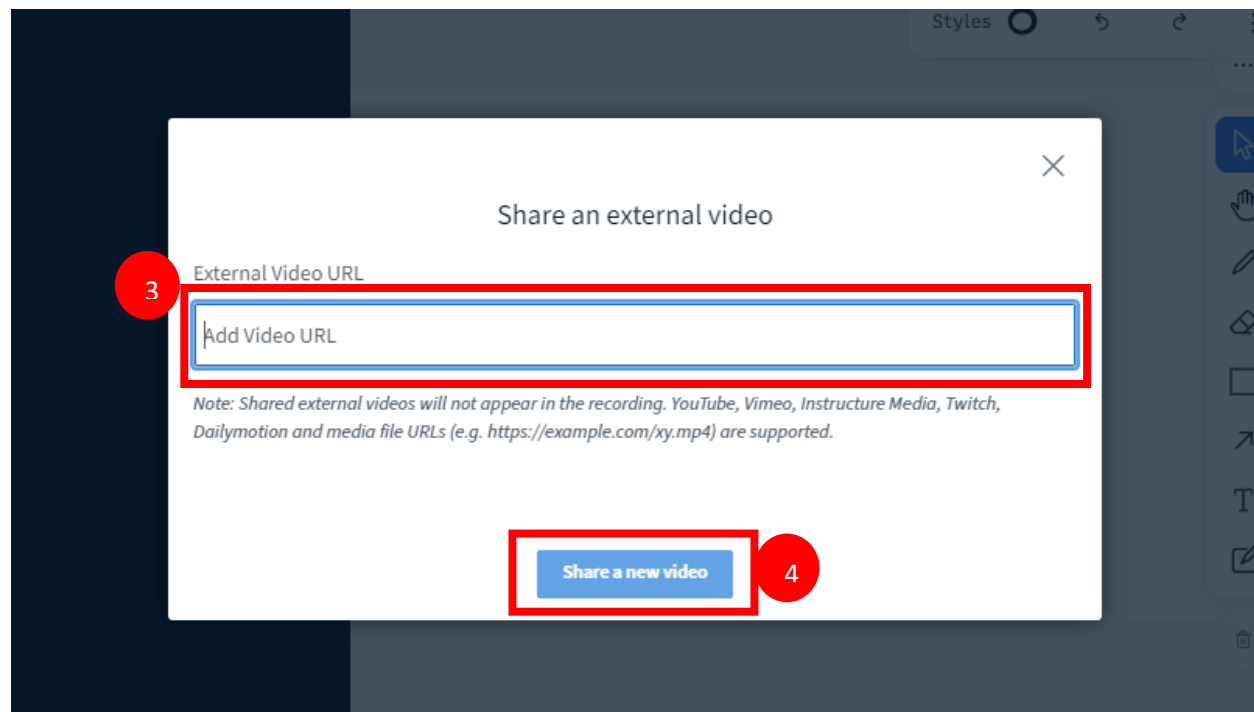 Styles
Share an external video
External Video URL
3
Add Video URL
Note: Shared external videos will not appear in the recording. YouTube, Vimeo, Instructure Media, Twitch,
Dailymotion and media file URLs (e.g. https://example.com/xy.mp4) are supported.
Share a new video
4
T